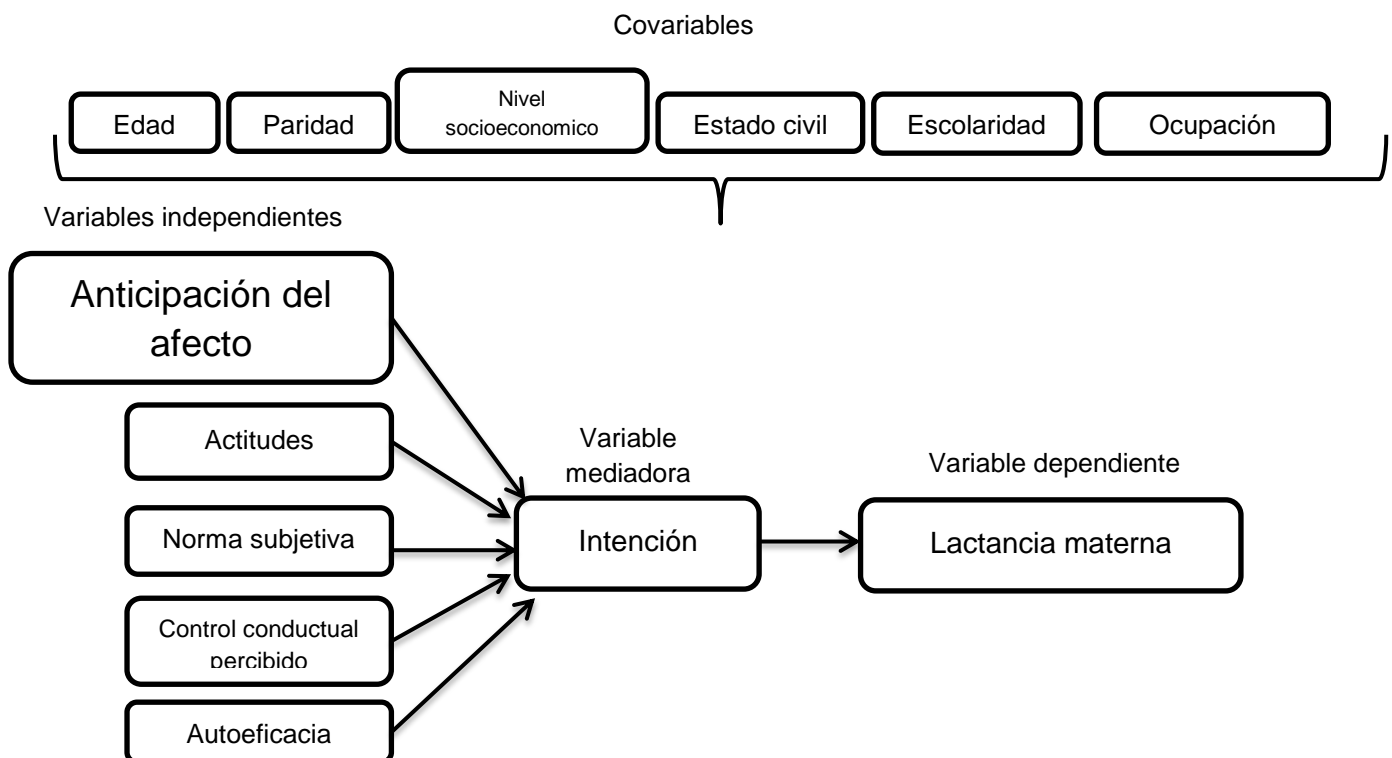 Covariables
Edad
Paridad
Nivel
socioeconomico
Estado civil
Escolaridad
Ocupación
Variables independientes
Anticipación del
afecto
Actitudes
Norma subjetiva
Control conductual
percibido
Autoeficacia
Variable
mediadora
Intención
Variable dependiente
Lactancia materna